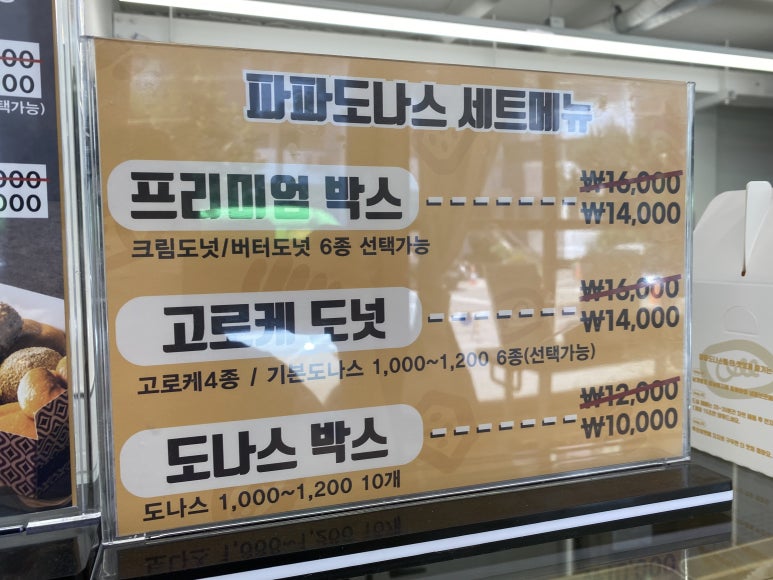 파파도나스 세트메뉴
프리미엄 박스 ------ ₩16,000
₩14,000
크림도넛/버터도넛 6종 선택가능
고르케 도넛 ------ ₩16,000
₩14,000
고로케4종 / 기본도나스 1,000~1,200 6종(선택가능)
도나스 박스 ------ ₩12,000
₩10,000
도나스 1,000~1,200 10개
택가능)